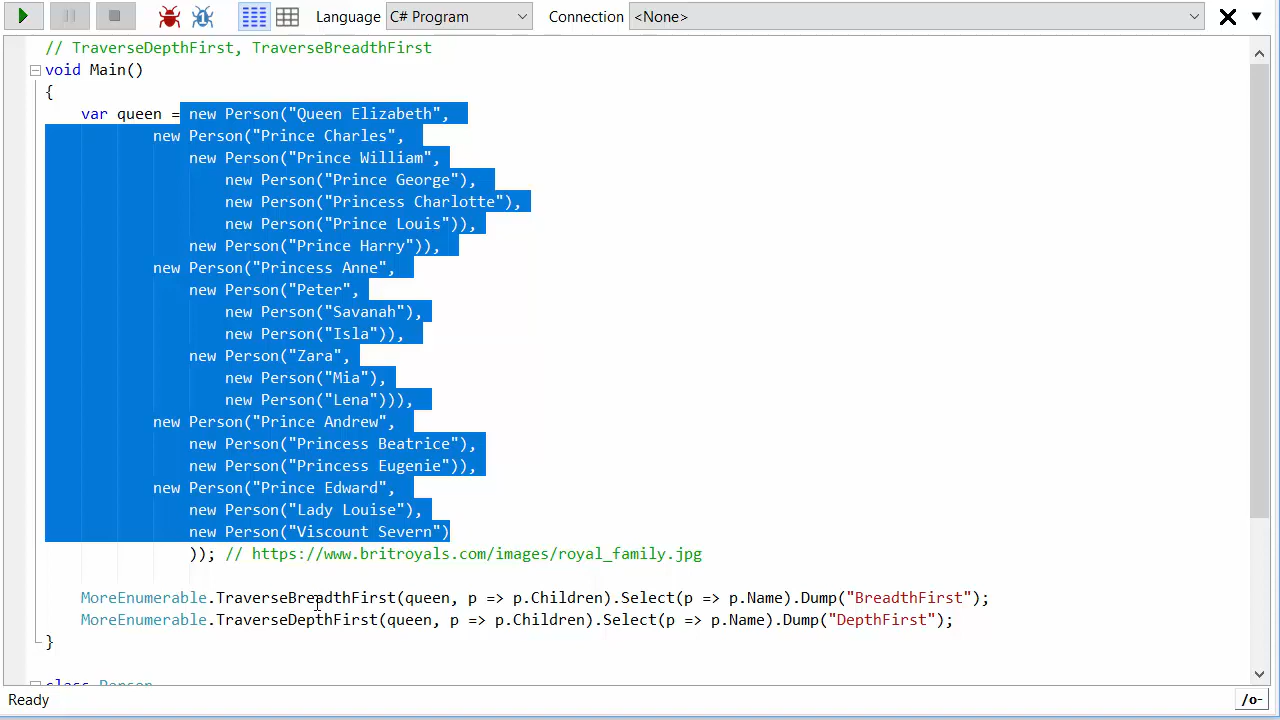 Language C# Program Connection <None>
// TraverseDepthFirst, TraverseBreadthFirst
void Main()
{
var queen = new Person("Queen Elizabeth",
new Person("Prince Charles",
new Person("Prince William",
new Person("Prince George"),
new Person("Princess Charlotte"),
new Person("Prince Louis")),
new Person("Prince Harry")),
new Person("Princess Anne",
new Person("Peter",
new Person("Savanah"),
new Person("Isla")),
new Person("Zara",
new Person("Mia"),
new Person("Lena"))),
new Person("Prince Andrew",
new Person("Princess Beatrice"),
new Person("Princess Eugenie")),
new Person("Prince Edward",
new Person("Lady Louise"),
new Person("Viscount Severn")
)); // https://www.britroyals.com/images/royal_family.jpg
MoreEnumerable.TraverseBreadthFirst(queen, p => p.Children).Select(p => p.Name).Dump("BreadthFirst");
MoreEnumerable.TraverseDepthFirst(queen, p => p.Children).Select(p => p.Name).Dump("DepthFirst");
}
class Person
Ready /o-